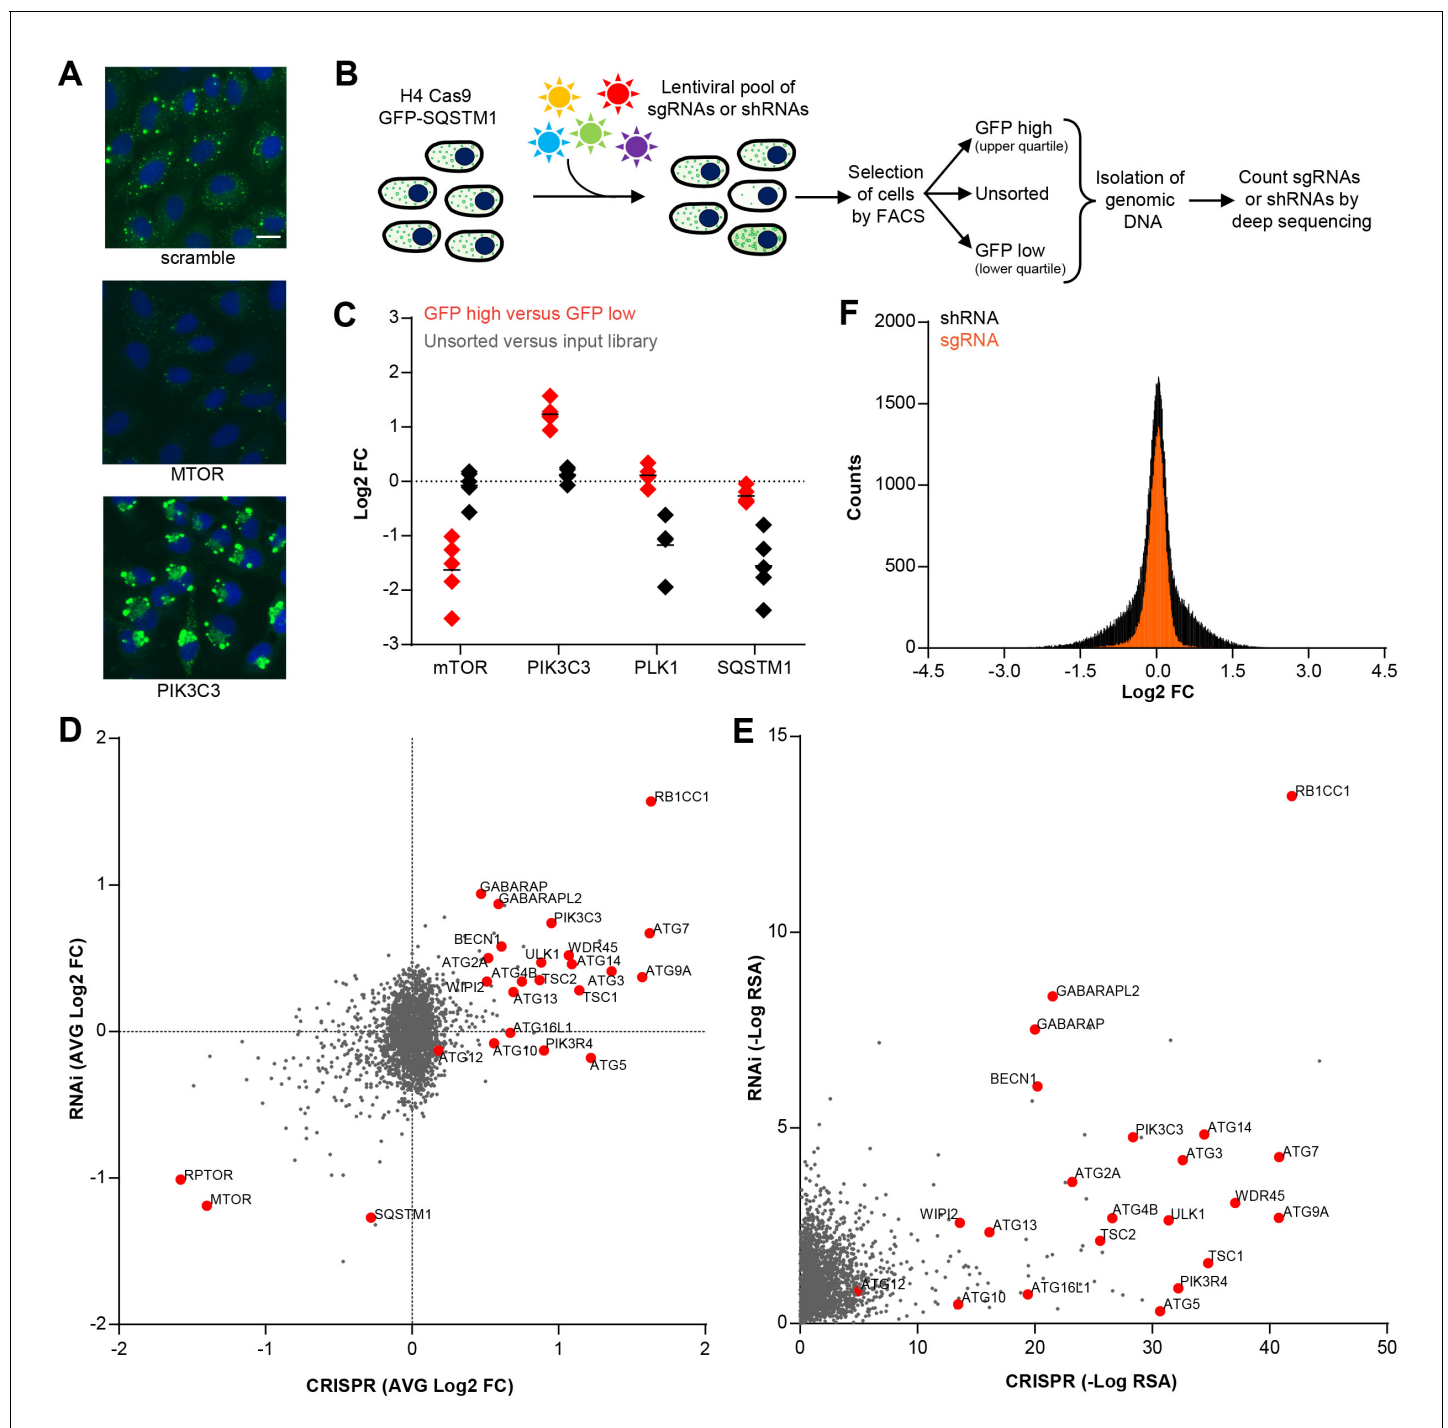 A
scramble
MTOR
PIK3C3
B
H4 Cas9
GFP-SQSTM1
Lentiviral pool of
sgRNAs or shRNAs
Selection
of cells
by FACS
GFP high
(upper quartile)
Unsorted
GFP low
(lower quartile)
Isolation of
genomic
DNA
Count sgRNAs
or shRNAs by
deep sequencing
C
GFP high versus GFP low
Unsorted versus input library
Log2 FC
3
2
1
0
-1
-2
-3
mTOR
PIK3C3
PLK1
SQSTM1
F
shRNA
sgRNA
Counts
2000
1500
1000
500
0
-4.5
-3.0
-1.5
0.0
1.5
3.0
4.5
Log2 FC
D
RNAi (AVG Log2 FC)
2
1
0
-1
-2
RB1CC1
GABARAP
GABARAPL2
PIK3C3
ATG7
BECN1
ULK1
WDR45
ATG2A
ATG14
ATG4B
TSC2
ATG3
ATG9A
WIPI2
ATG13
TSC1
ATG16L1
ATG12
ATG10
PIK3R4
ATG5
RPTOR
MTOR
SQSTM1
-2
-1
0
1
2
CRISPR (AVG Log2 FC)
E
RNAi (-Log RSA)
15
10
5
0
RB1CC1
GABARAPL2
GABARAP
BECN1
PIK3C3
ATG14
ATG3
ATG7
ATG2A
WDR45
WIPI2
ATG4B
ULK1
ATG9A
ATG13
TSC2
TSC1
ATG12
PIK3R4
ATG10
ATG16L1
ATG5
0
10
20
30
40
50
CRISPR (-Log RSA)